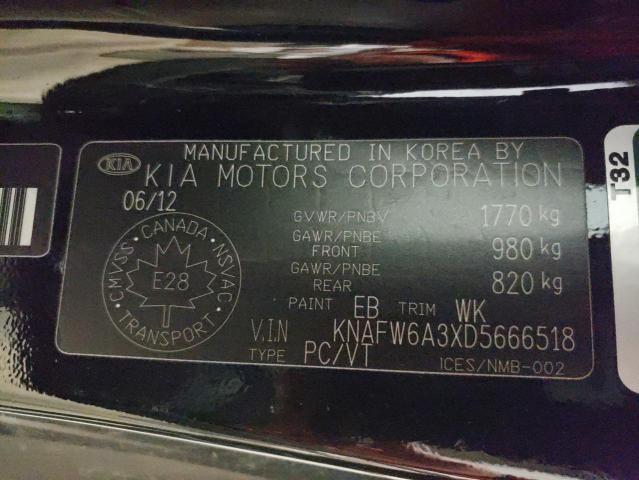 MANUFACTURED IN KOREA BY
KIA KIA MOTORS CORPORATION
06/12
GVWR/PNBV 1770 kg
GAWR/PNBE FRONT 980 kg
GAWR/PNBE REAR 820 kg
CANADA
CMVSS NSVAC
E28
TRANSPORT
PAINT EB TRIM WK
V.I.N KNAFW6A3XD5666518
TYPE PC/VT
ICES/NMB-002
T32